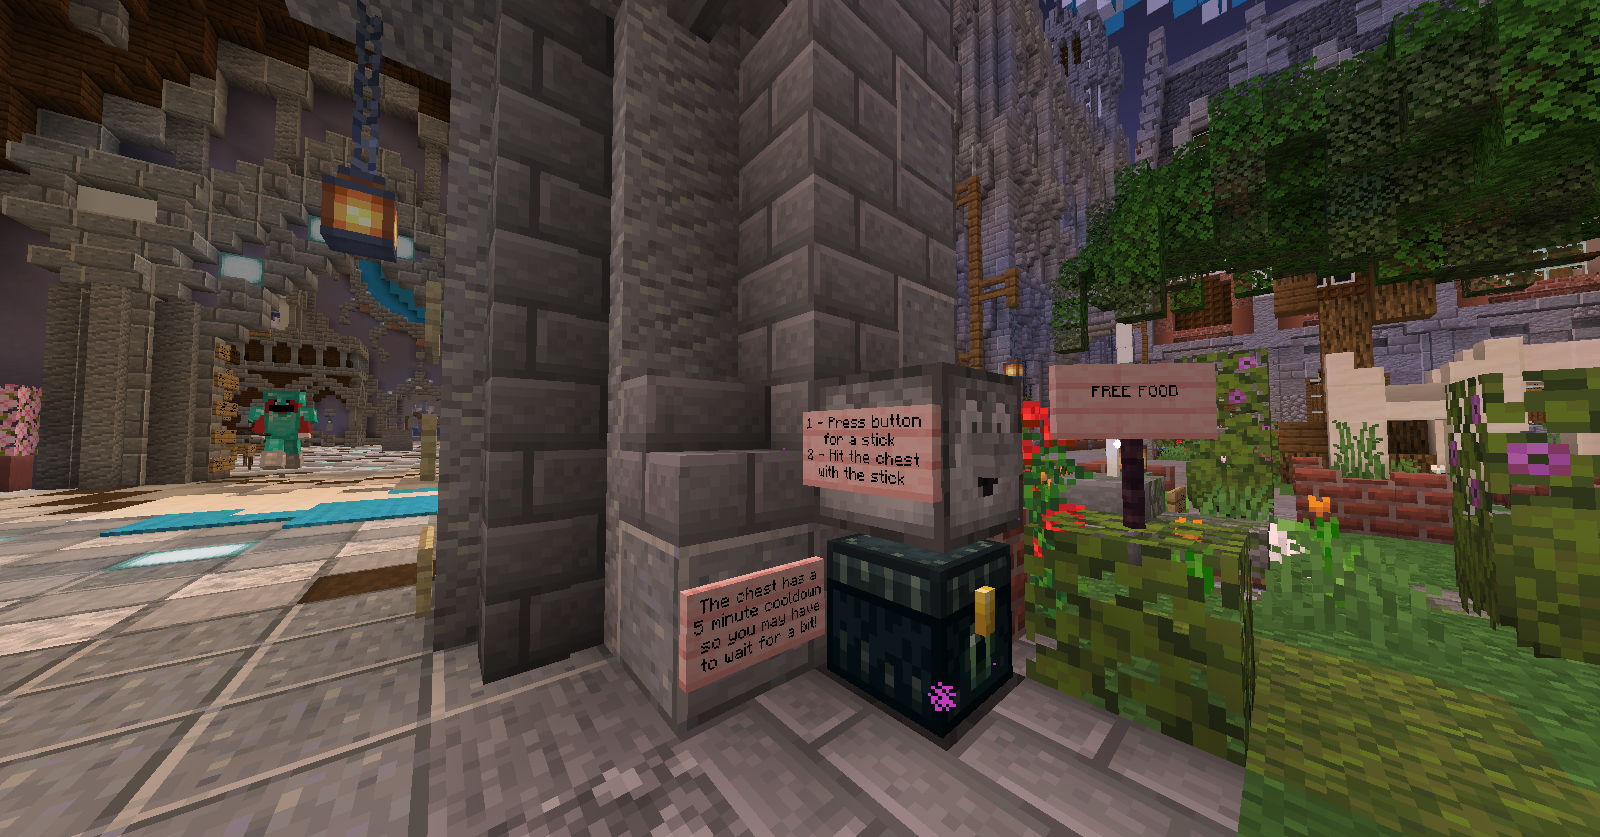 1 - Press button
for a stick
2 - Hit the chest
with the stick
FREE FOOD
The chest has a
5 minute cooldown
so you may have
to wait for a bit!